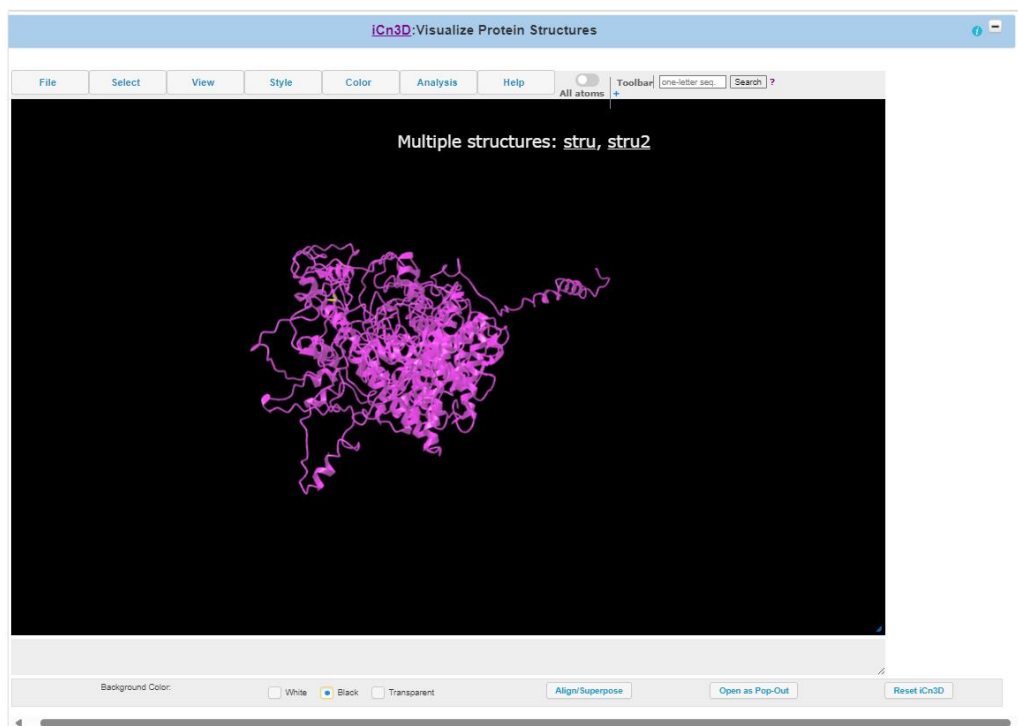 iCn3D:Visualize Protein Structures
File Select View Style Color Analysis Help All atoms Toolbar + one-letter seq. Search ?
Multiple structures: stru, stru2
Background Color: White Black Transparent Align/Superpose Open as Pop-Out Reset iCn3D